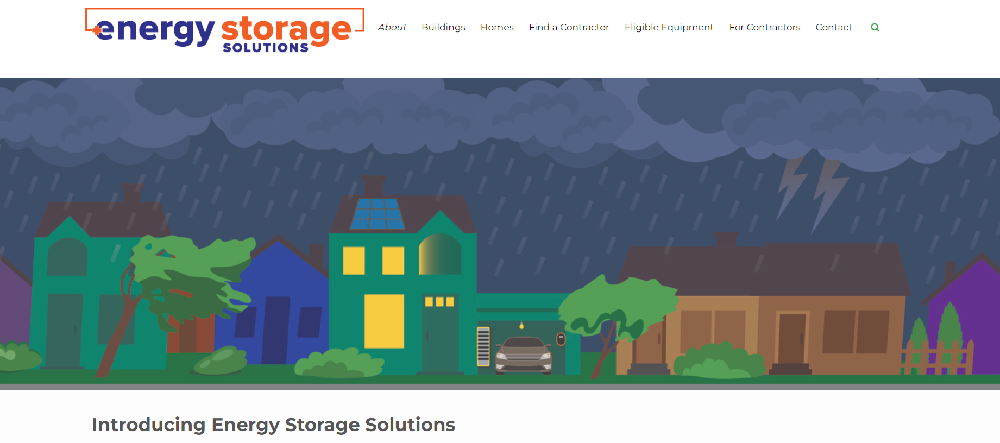 energy storage
SOLUTIONS
About Buildings Homes Find a Contractor Eligible Equipment For Contractors Contact
Introducing Energy Storage Solutions